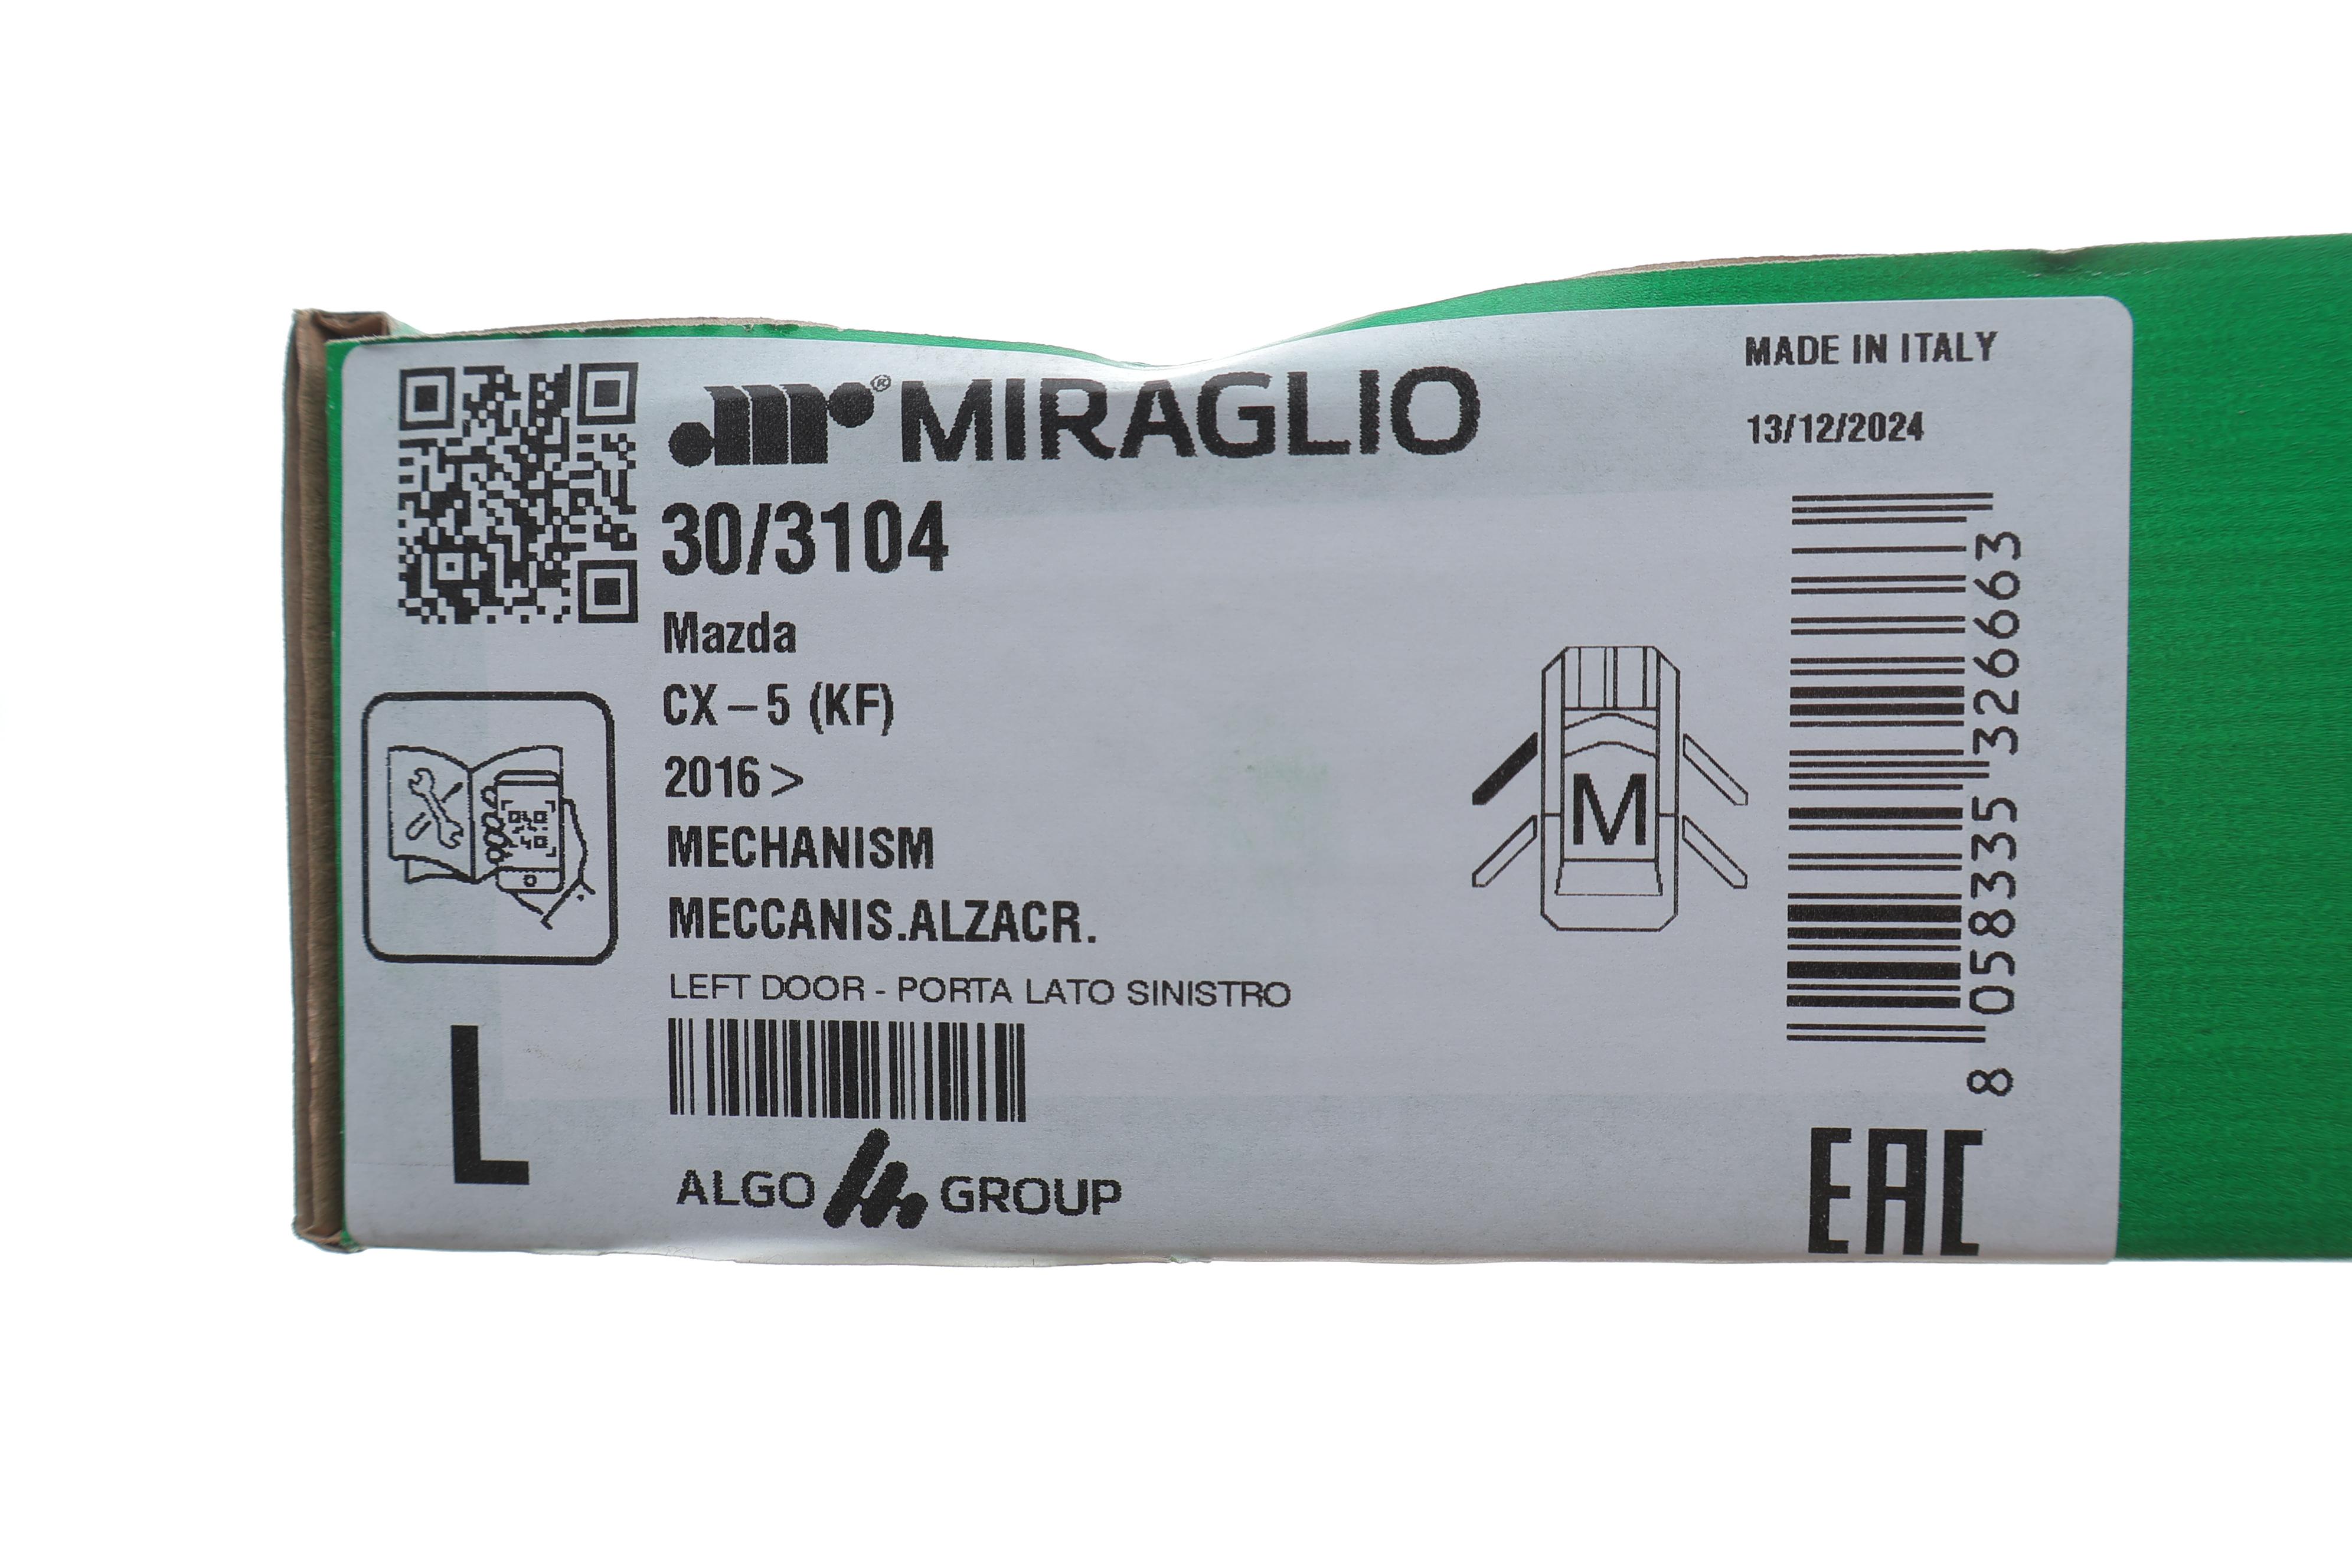 MIRAGLIO
®
MADE IN ITALY
13/12/2024
30/3104
Mazda
CX – 5 (KF)
2016 >
MECHANISM
MECCANIS.ALZACR.
LEFT DOOR - PORTA LATO SINISTRO
L
M
8 058335 326663
ALGO GROUP
EAC